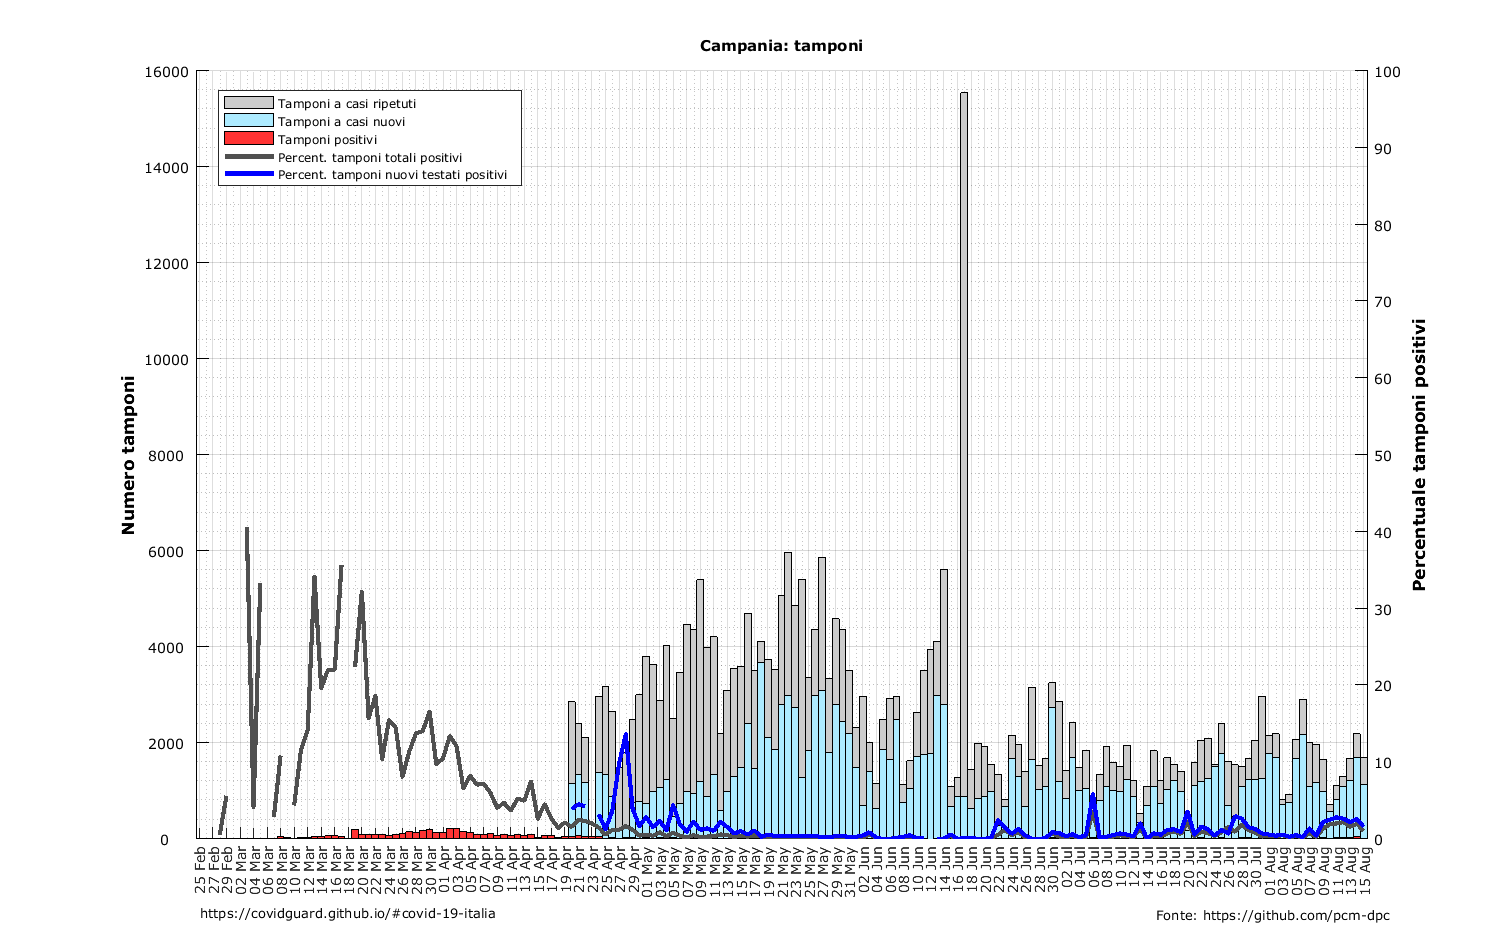 Campania: tamponi
16000
14000
12000
10000
8000
6000
4000
2000
0
Numero tamponi
Tamponi a casi ripetuti
Tamponi a casi nuovi
Tamponi positivi
Percent. tamponi totali positivi
Percent. tamponi nuovi testati positivi
100
90
80
70
60
50
40
30
20
10
0
Percentuale tamponi positivi
25 Feb
27 Feb
29 Feb
02 Mar
04 Mar
06 Mar
08 Mar
10 Mar
12 Mar
14 Mar
16 Mar
18 Mar
20 Mar
22 Mar
24 Mar
26 Mar
28 Mar
30 Mar
01 Apr
03 Apr
05 Apr
07 Apr
09 Apr
11 Apr
13 Apr
15 Apr
17 Apr
19 Apr
21 Apr
23 Apr
25 Apr
27 Apr
29 Apr
01 May
03 May
05 May
07 May
09 May
11 May
13 May
15 May
17 May
19 May
21 May
23 May
25 May
27 May
29 May
31 May
02 Jun
04 Jun
06 Jun
08 Jun
10 Jun
12 Jun
14 Jun
16 Jun
18 Jun
20 Jun
22 Jun
24 Jun
26 Jun
28 Jun
30 Jun
02 Jul
04 Jul
06 Jul
08 Jul
10 Jul
12 Jul
14 Jul
16 Jul
18 Jul
20 Jul
22 Jul
24 Jul
26 Jul
28 Jul
30 Jul
01 Aug
03 Aug
05 Aug
07 Aug
09 Aug
11 Aug
13 Aug
15 Aug
https://covidguard.github.io/#covid-19-italia
Fonte: https://github.com/pcm-dpc